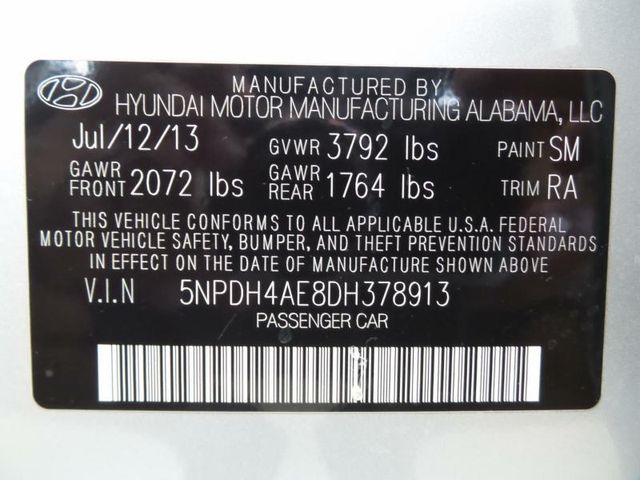 MANUFACTURED BY
HYUNDAI MOTOR MANUFACTURING ALABAMA, LLC
Jul/12/13 GVWR 3792 lbs PAINT SM
GAWR FRONT 2072 lbs GAWR REAR 1764 lbs TRIM RA
THIS VEHICLE CONFORMS TO ALL APPLICABLE U.S.A. FEDERAL
MOTOR VEHICLE SAFETY, BUMPER, AND THEFT PREVENTION STANDARDS
IN EFFECT ON THE DATE OF MANUFACTURE SHOWN ABOVE
V.I.N 5NPDH4AE8DH378913
PASSENGER CAR